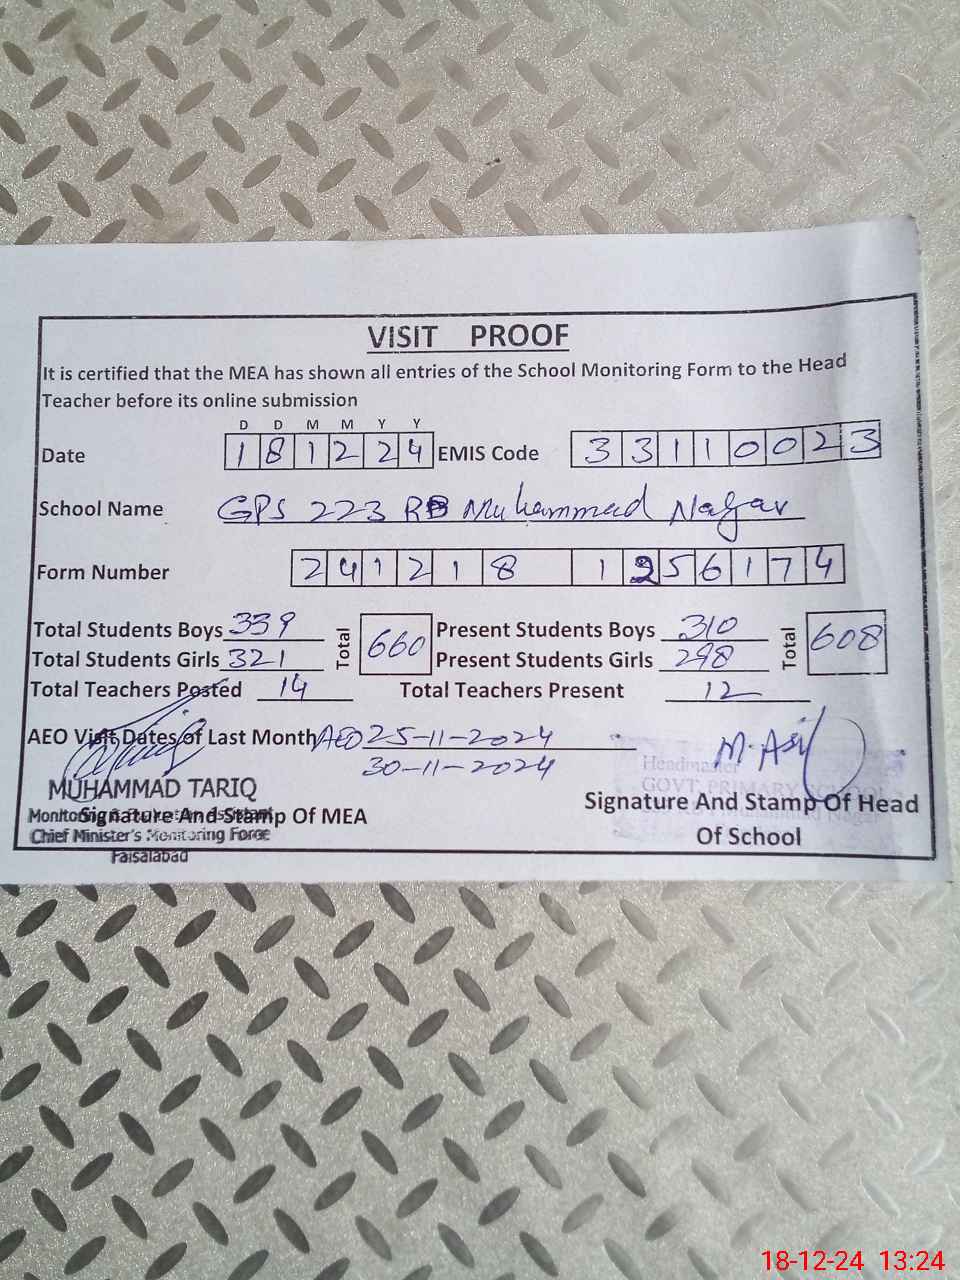 VISIT PROOF
It is certified that the MEA has shown all entries of the School Monitoring Form to the Head
Teacher before its online submission
D D M M Y Y
Date 1 8 1 2 2 4 EMIS Code 3 3 1 1 0 0 2 3
School Name GPS 223 RB Muhammad Nagar
Form Number 2 4 1 2 1 8 1 2 5 6 1 7 4
Total Students Boys 339 Total 660 Present Students Boys 310 Total 608
Total Students Girls 321 Present Students Girls 298
Total Teachers Posted 14 Total Teachers Present 12
AEO Visit Dates of Last Month AEO 25-11-2024
30-11-2024
M. Asif
Headmaster
GOVT. PRIMARY SCHOOL
Muhammad Nagar
MUHAMMAD TARIQ
Signature And Stamp Of MEA
Chief Minister's Monitoring Force
Faisalabad
Signature And Stamp Of Head
Of School
18-12-24 13:24